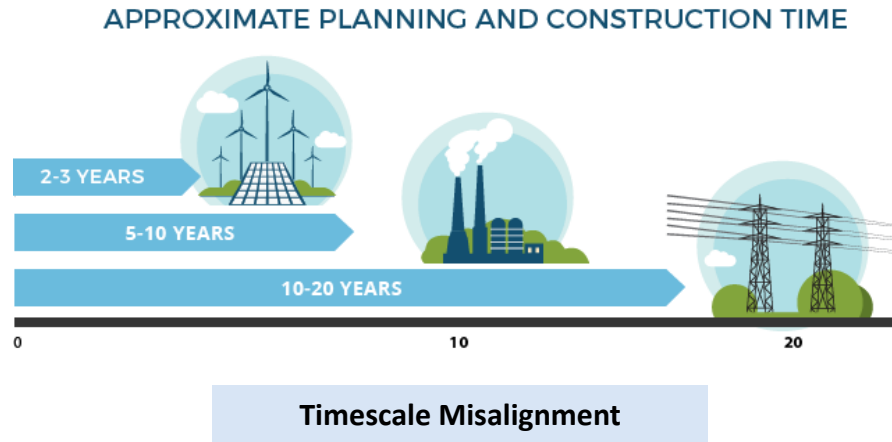 APPROXIMATE PLANNING AND CONSTRUCTION TIME
2-3 YEARS
5-10 YEARS
10-20 YEARS
0 10 20
Timescale Misalignment